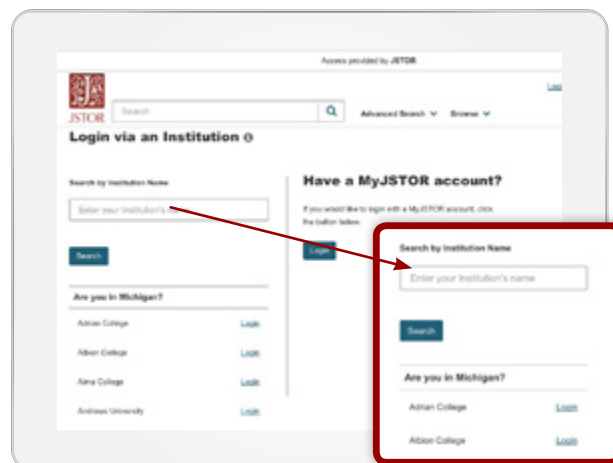 Access provided by JSTOR
JSTOR
Search
Advanced Search
Browse
Login via an Institution
Search by Institution Name
Enter your institution's name
Search
Are you in Michigan?
Adrian College Login
Albion College Login
Alma College Login
Andrews University Login
Have a MyJSTOR account?
If you would like to login with a MyJSTOR account, click
the button below.
Login
Search by Institution Name
Enter your Institution's name
Search
Are you in Michigan?
Adrian College Login
Albion College Login